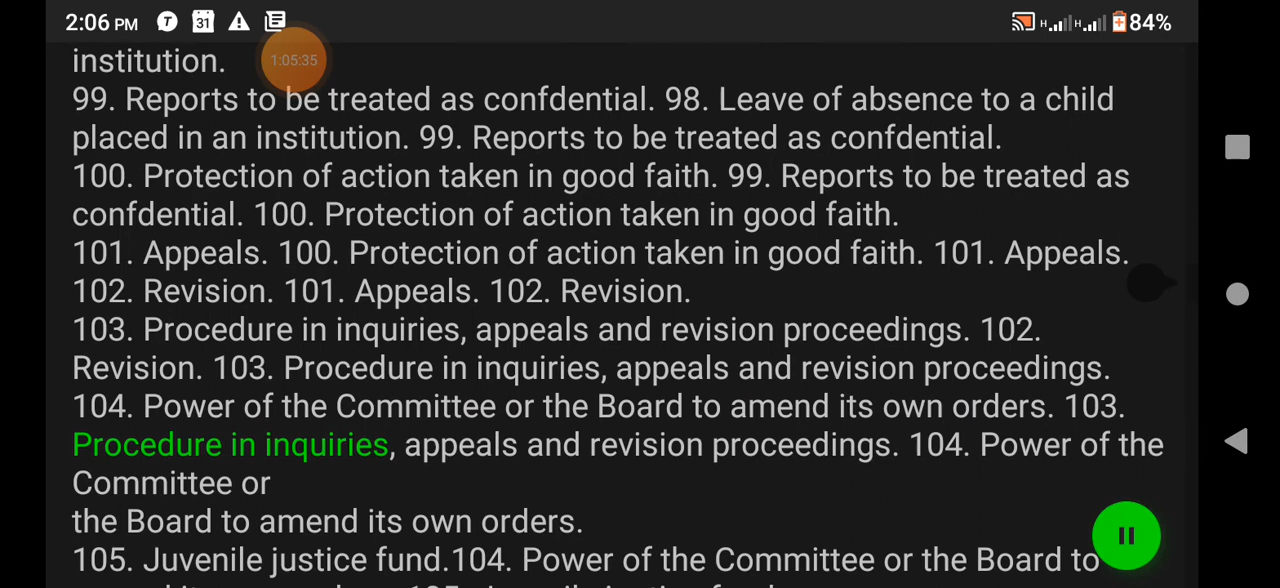 2:06 PM T 31 H H 84%
institution.
1:05:35
99. Reports to be treated as confdential. 98. Leave of absence to a child
placed in an institution. 99. Reports to be treated as confdential.
100. Protection of action taken in good faith. 99. Reports to be treated as
confdential. 100. Protection of action taken in good faith.
101. Appeals. 100. Protection of action taken in good faith. 101. Appeals.
102. Revision. 101. Appeals. 102. Revision.
103. Procedure in inquiries, appeals and revision proceedings. 102.
Revision. 103. Procedure in inquiries, appeals and revision proceedings.
104. Power of the Committee or the Board to amend its own orders. 103.
Procedure in inquiries, appeals and revision proceedings. 104. Power of the
Committee or
the Board to amend its own orders.
105. Juvenile justice fund.104. Power of the Committee or the Board to